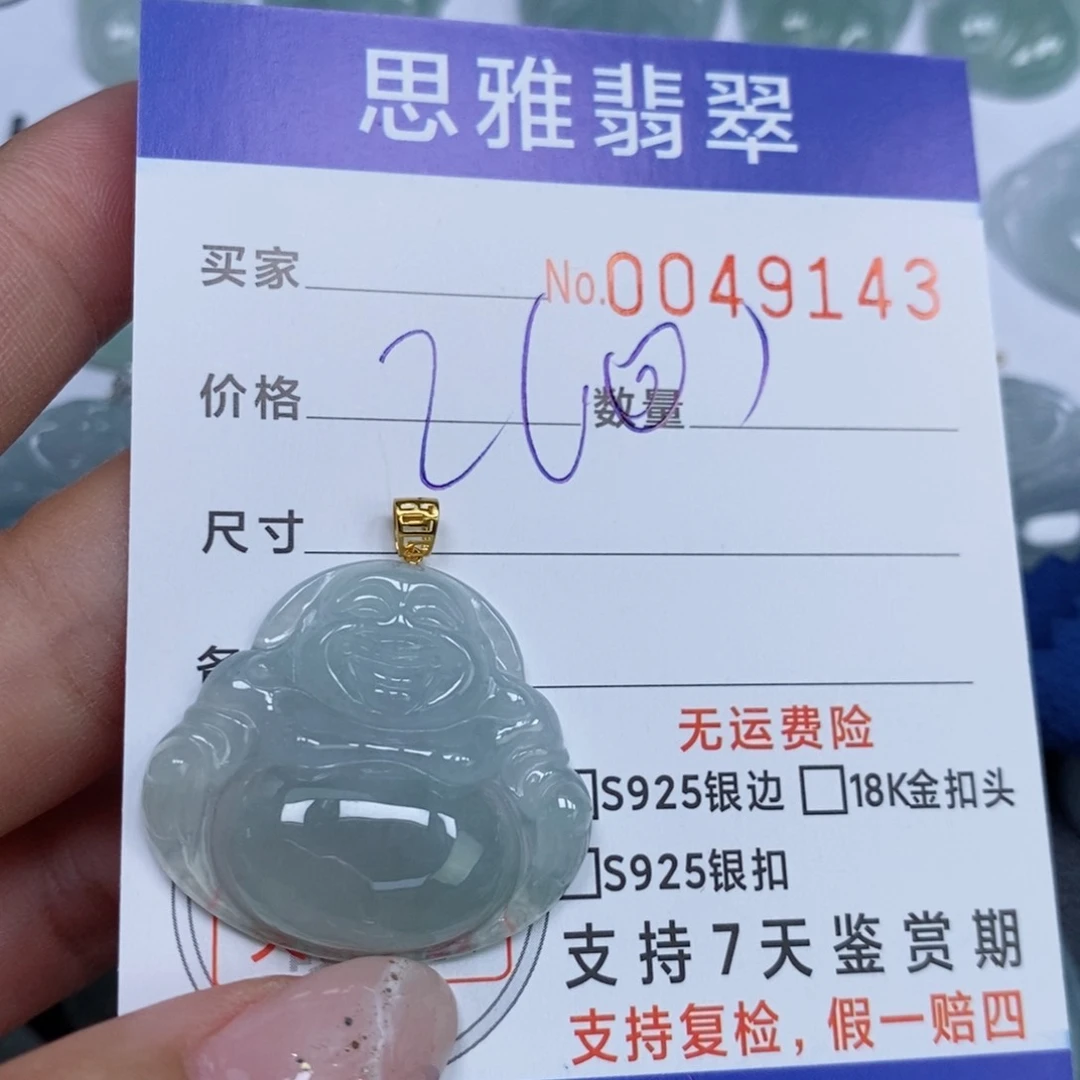 思雅翡翠
买家 No.0049143
价格 数量
2(回)
尺寸
无运费险
S925银边 18K金扣头
S925银扣
支持7天鉴赏期
支持复检，假一赔四